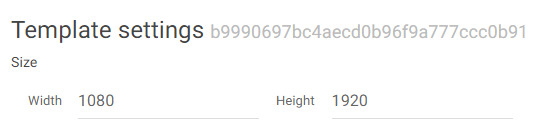 Template settings b9990697bc4aecd0b96f9a777ccc0b91
Size
Width 1080 Height 1920